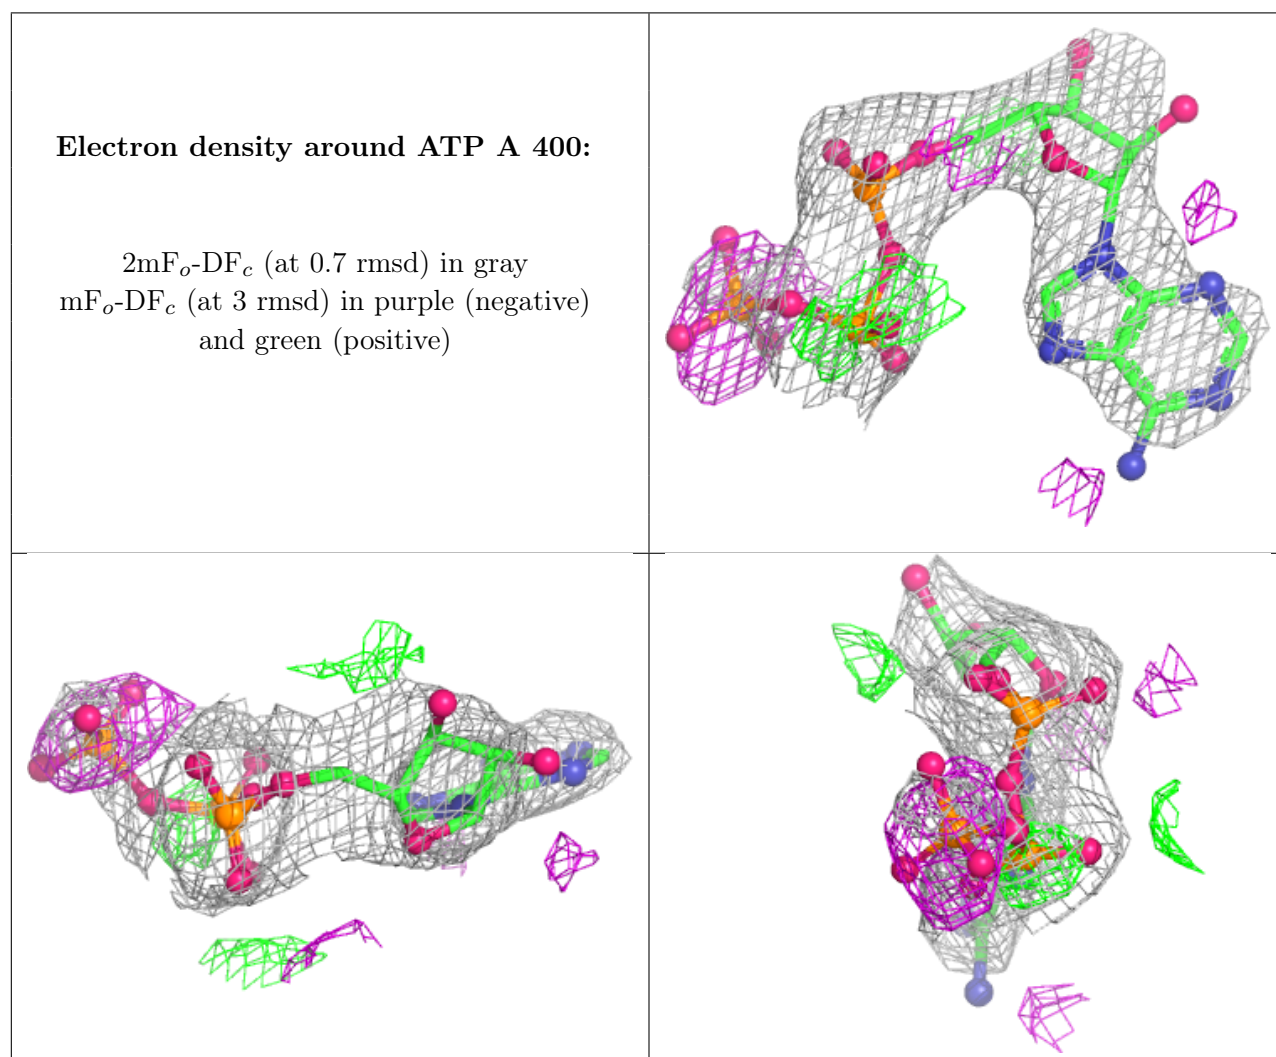 Electron density around ATP A 400:
2mFo-DFc (at 0.7 rmsd) in gray
mFo-DFc (at 3 rmsd) in purple (negative)
and green (positive)